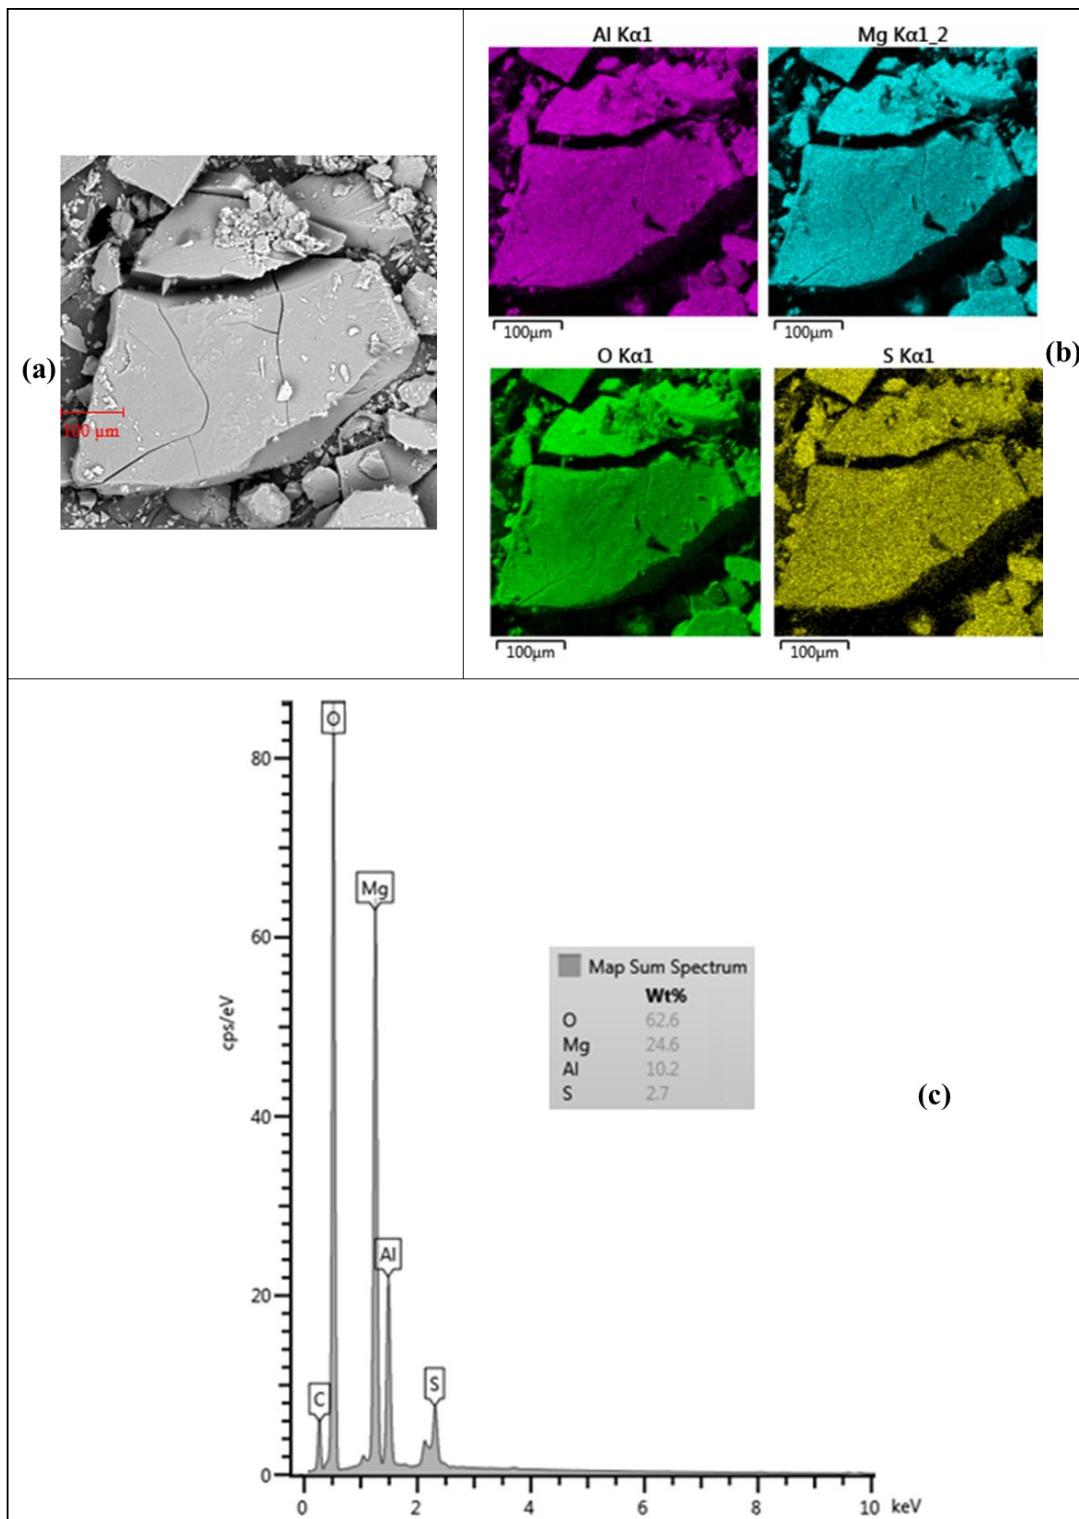 (a)
100 μm
Al Kα1
Mg Kα1_2
100μm
100μm
O Kα1
S Kα1
(b)
100μm
100μm
O
80
Mg
60
Map Sum Spectrum
Wt%
O 62.6
Mg 24.6
Al 10.2
S 2.7
cps/eV
(c)
40
Al
20
S
C
0
0 2 4 6 8 10 keV